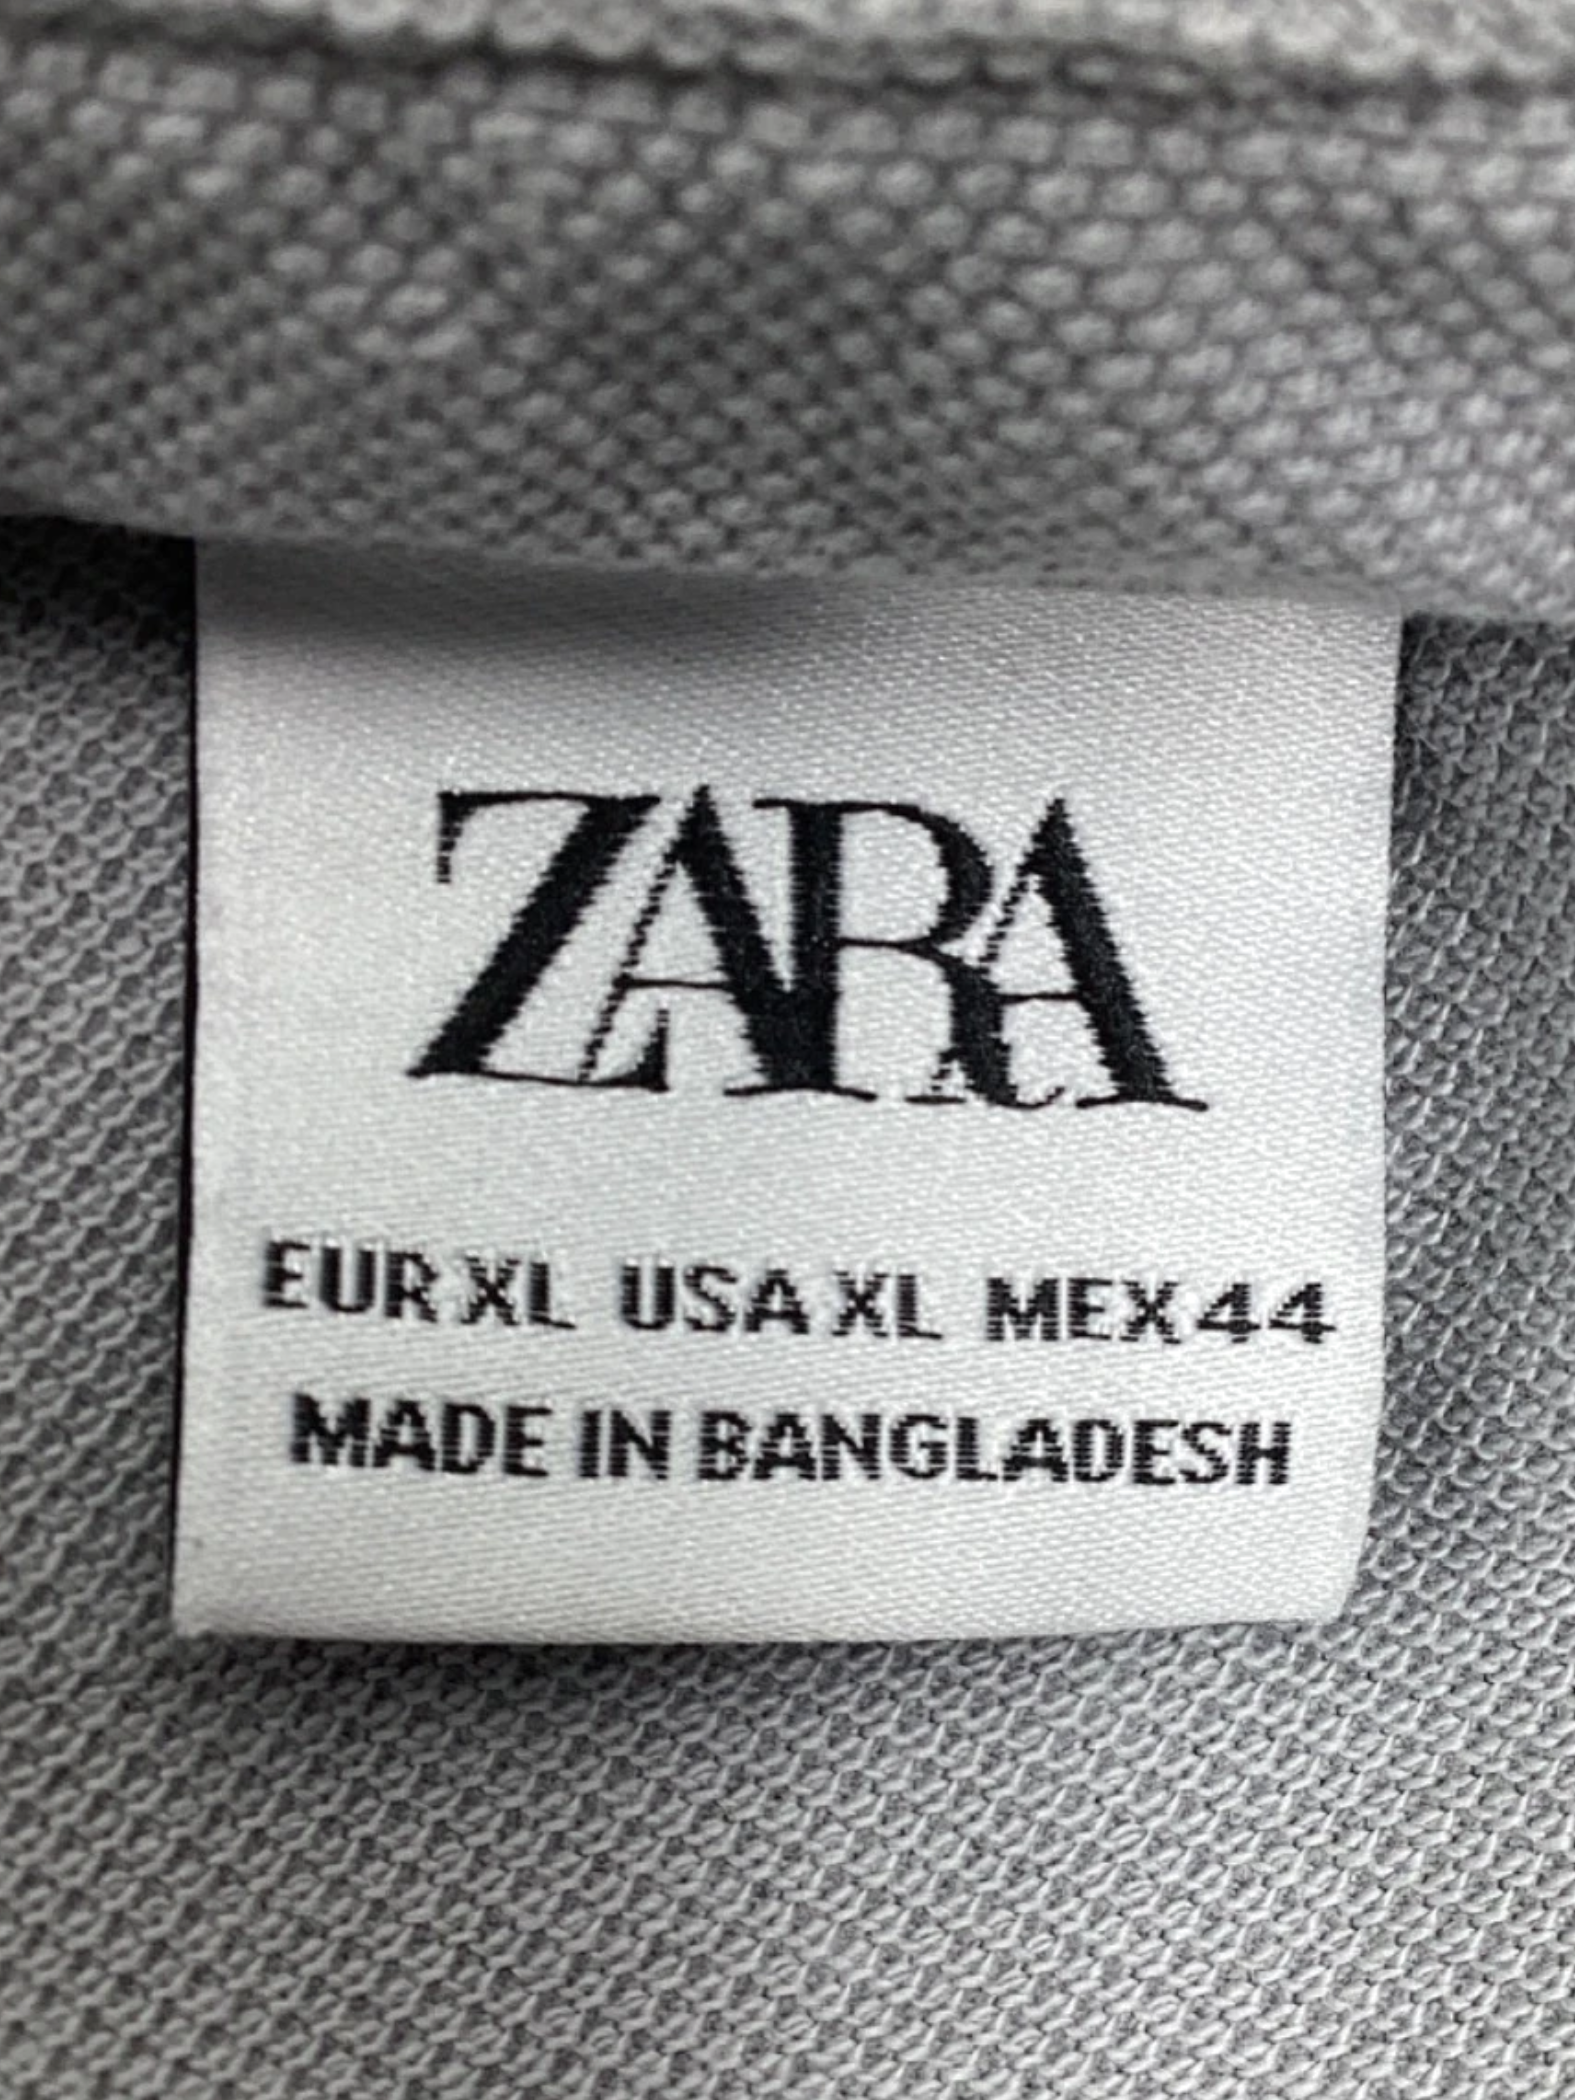 ZARA
EUR XL USA XL MEX 44
MADE IN BANGLADESH